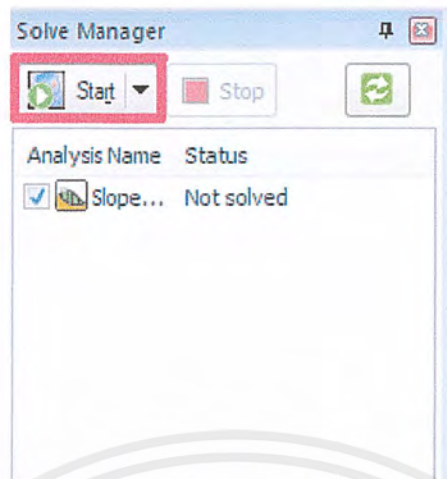 Solve Manager
Start
Stop
Analysis Name Status
Slope... Not solved